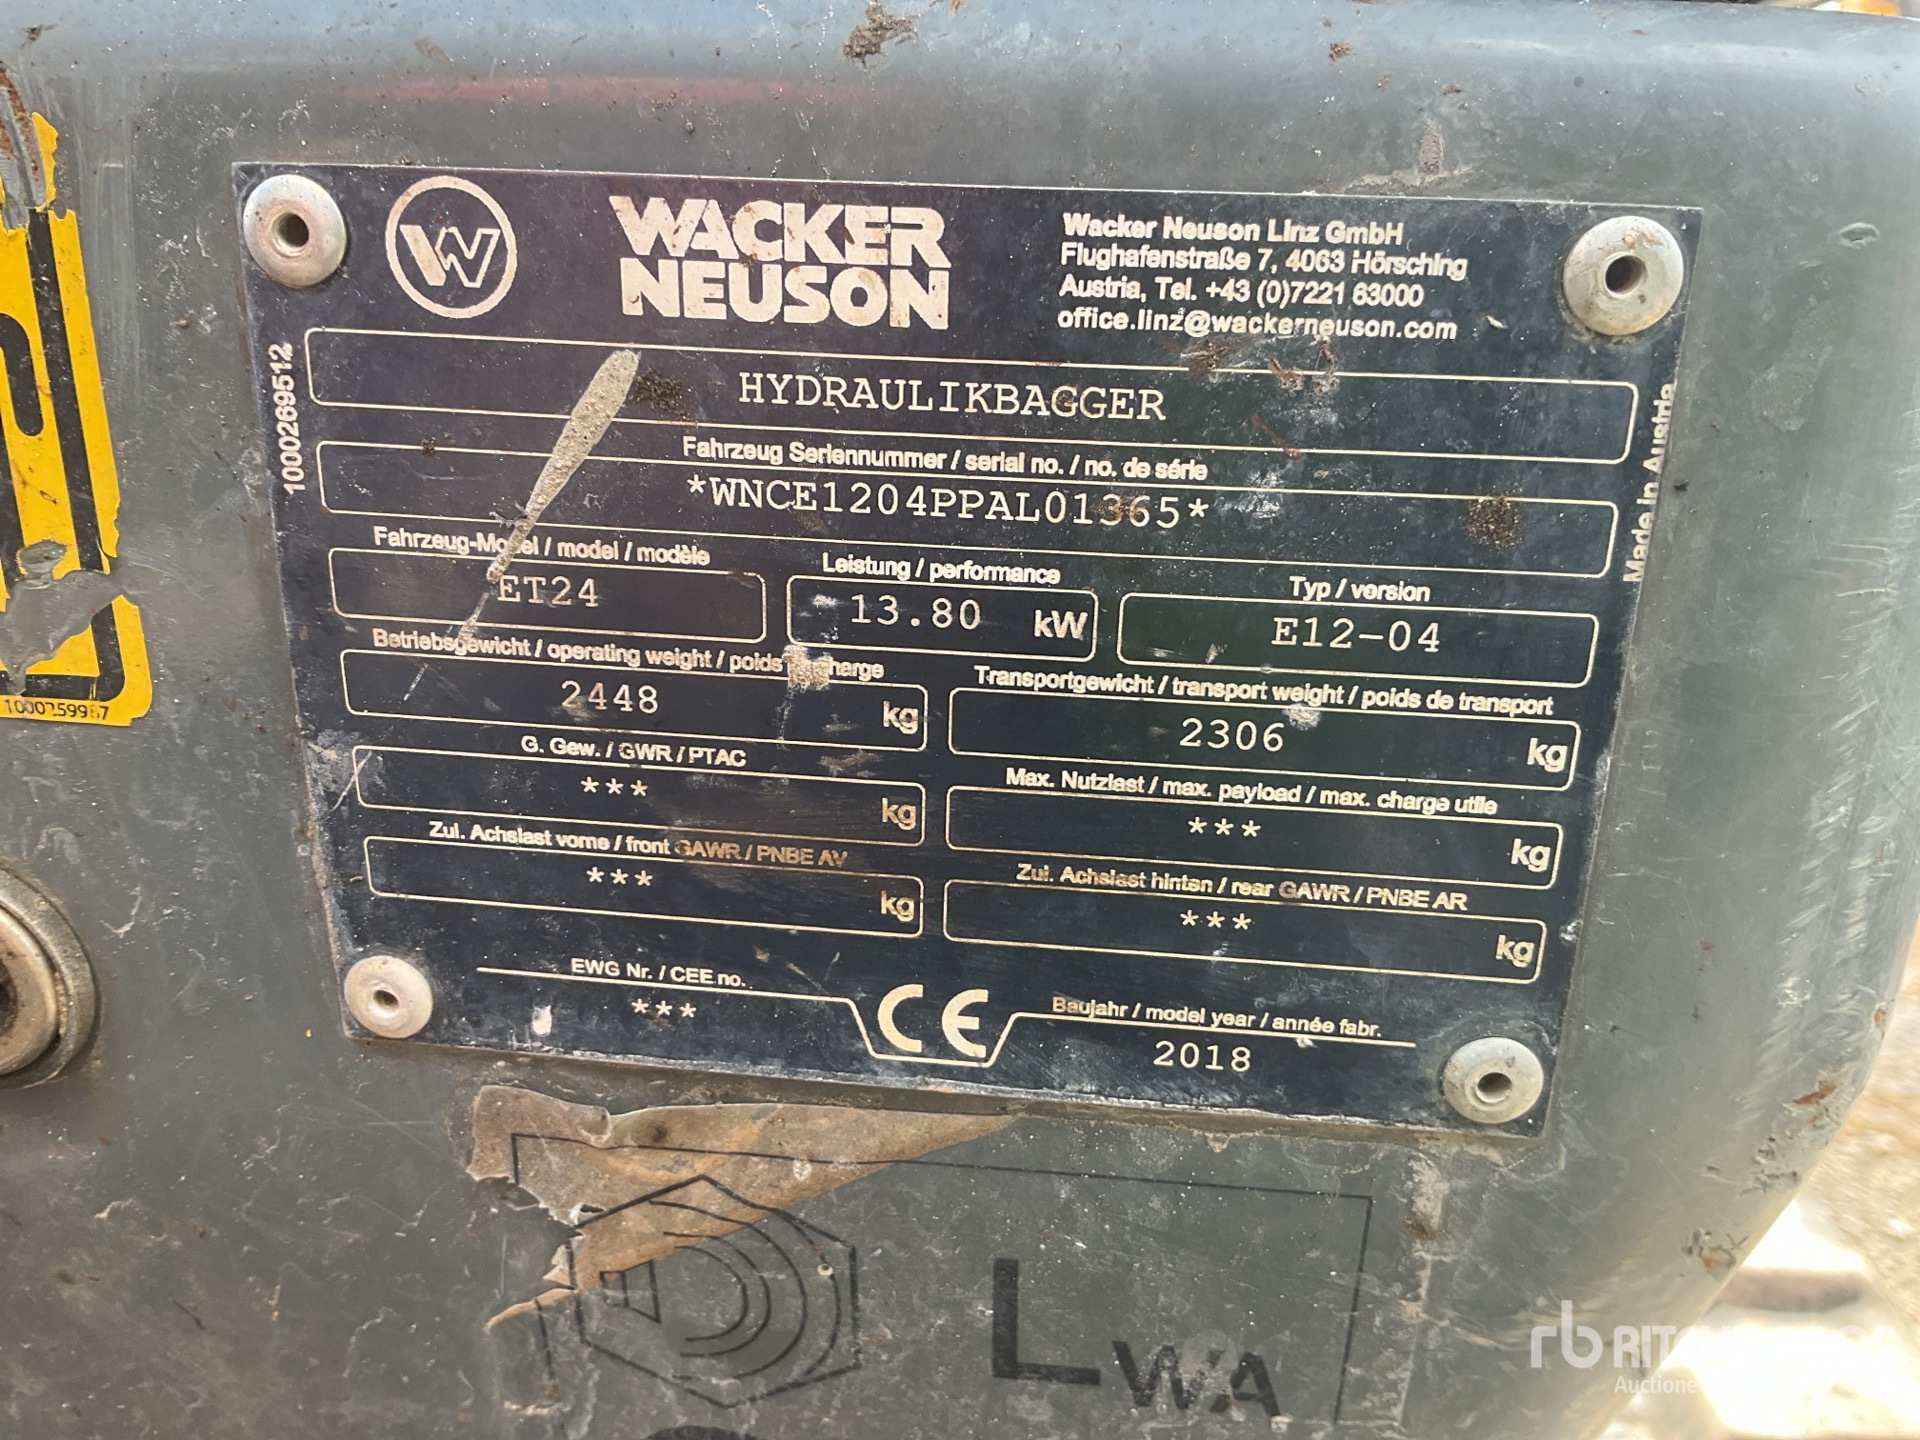 WACKER
NEUSON
Wacker Neuson Linz GmbH
Flughafenstraße 7, 4063 Hörsching
Austria, Tel. +43 (0)7221 63000
office.linz@wackerneuson.com
1000269512
HYDRAULIKBAGGER
Made in Austria
Fahrzeug Seriennummer / serial no. / no. de série
*WNCE1204PPAL01365*
Fahrzeug-Model / model / modèle
ET24
Leistung / performance
13.80 kW
Typ / version
E12-04
Betriebsgewicht / operating weight / poids charge
2448 kg
Transportgewicht / transport weight / poids de transport
2306 kg
G. Gew. / GWR / PTAC
*** kg
Max. Nutzlast / max. payload / max. charge utile
*** kg
Zul. Achslast vorne / front GAWR / PNBE AV
*** kg
Zul. Achslast hinten / rear GAWR / PNBE AR
*** kg
EWG Nr. / CEE no.
***
CE
Baujahr / model year / année fabr.
2018
LWA
rb